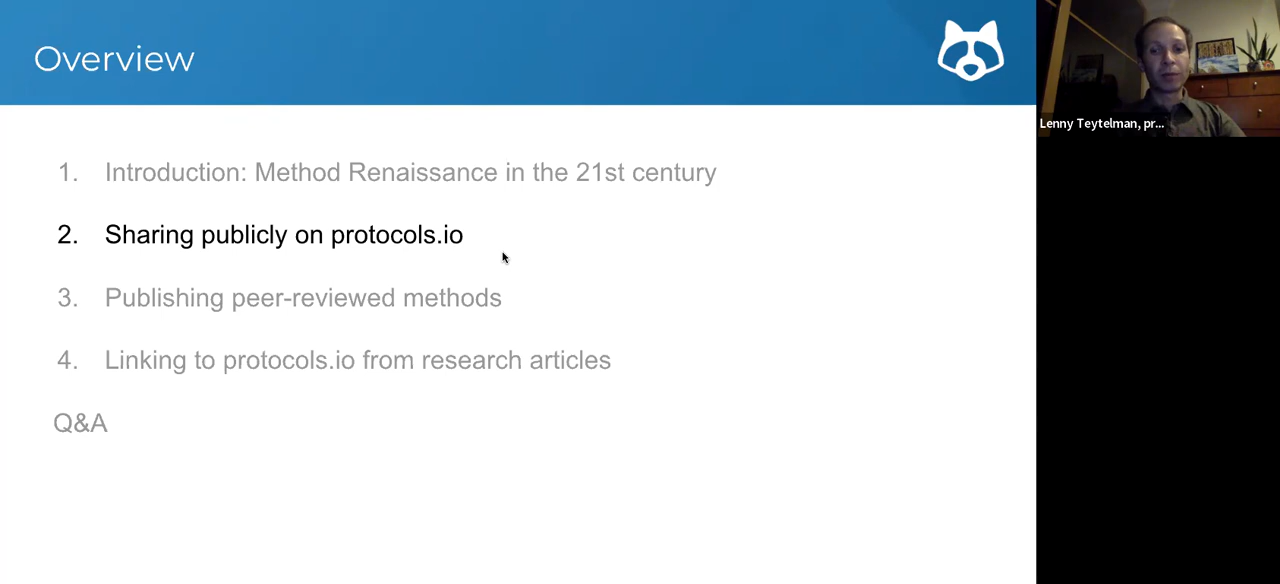 Overview
1. Introduction: Method Renaissance in the 21st century
2. Sharing publicly on protocols.io
3. Publishing peer-reviewed methods
4. Linking to protocols.io from research articles
Q&A
Lenny Teytelman, pr...